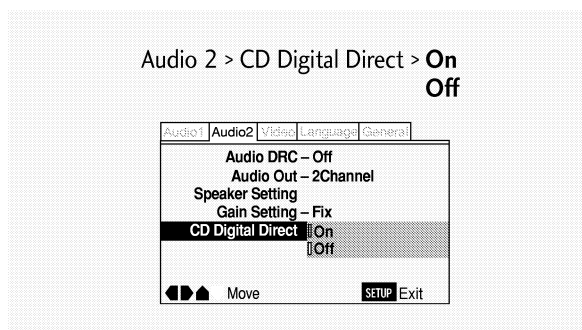 Audio 2 > CD Digital Direct > On
Off
Audio1 Audio2 Video Language General
Audio DRC – Off
Audio Out – 2Channel
Speaker Setting
Gain Setting – Fix
CD Digital Direct On
Off
Move SETUP Exit